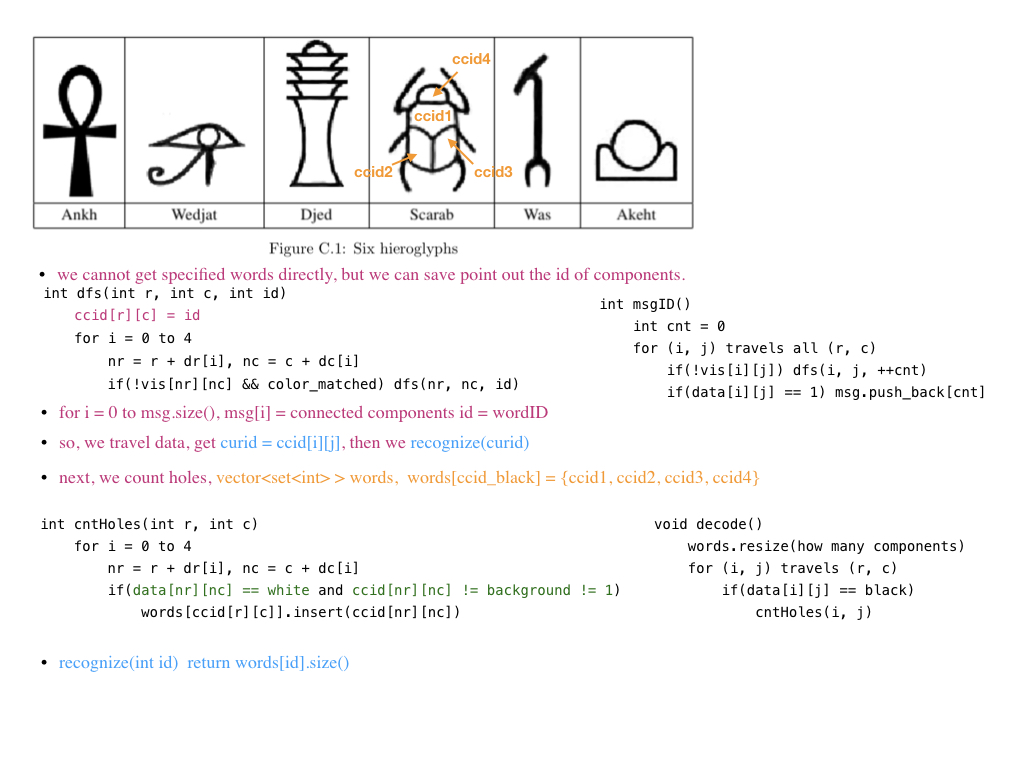 ccid4
ccid1
ccid2
ccid3
Ankh Wedjat Djed Scarab Was Akeht
Figure C.1: Six hieroglyphs
• we cannot get specified words directly, but we can save point out the id of components.
int dfs(int r, int c, int id)
ccid[r][c] = id
for i = 0 to 4
nr = r + dr[i], nc = c + dc[i]
if(!vis[nr][nc] && color_matched) dfs(nr, nc, id)
int msgID()
int cnt = 0
for (i, j) travels all (r, c)
if(!vis[i][j]) dfs(i, j, ++cnt)
if(data[i][j] == 1) msg.push_back[cnt]
• for i = 0 to msg.size(), msg[i] = connected components id = wordID
• so, we travel data, get curid = ccid[i][j], then we recognize(curid)
• next, we count holes, vector<set<int> > words, words[ccid_black] = {ccid1, ccid2, ccid3, ccid4}
int cntHoles(int r, int c)
for i = 0 to 4
nr = r + dr[i], nc = c + dc[i]
if(data[nr][nc] == white and ccid[nr][nc] != background != 1)
words[ccid[r][c]].insert(ccid[nr][nc])
void decode()
words.resize(how many components)
for (i, j) travels (r, c)
if(data[i][j] == black)
cntHoles(i, j)
• recognize(int id) return words[id].size()